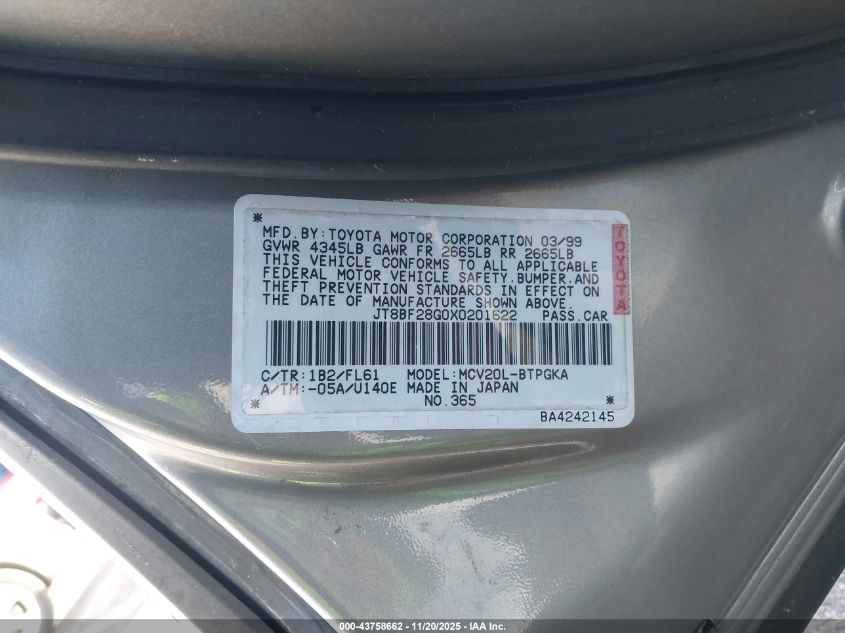 *
MFD. BY: TOYOTA MOTOR CORPORATION 03/99
GVWR 4345LB GAWR FR 2665LB RR 2665LB
THIS VEHICLE CONFORMS TO ALL APPLICABLE
FEDERAL MOTOR VEHICLE SAFETY, BUMPER, AND
THEFT PREVENTION STANDARDS IN EFFECT ON
THE DATE OF MANUFACTURE SHOWN ABOVE.
JT8BF28G0X0201622 PASS. CAR
TOYOTA
C/TR: 1B2/FL61 MODEL: MCV20L-BTPGKA
A/TM: -05A/U140E MADE IN JAPAN
* NO. 365 *
BA4242145
000-43758662 - 11/20/2025 - IAA Inc.